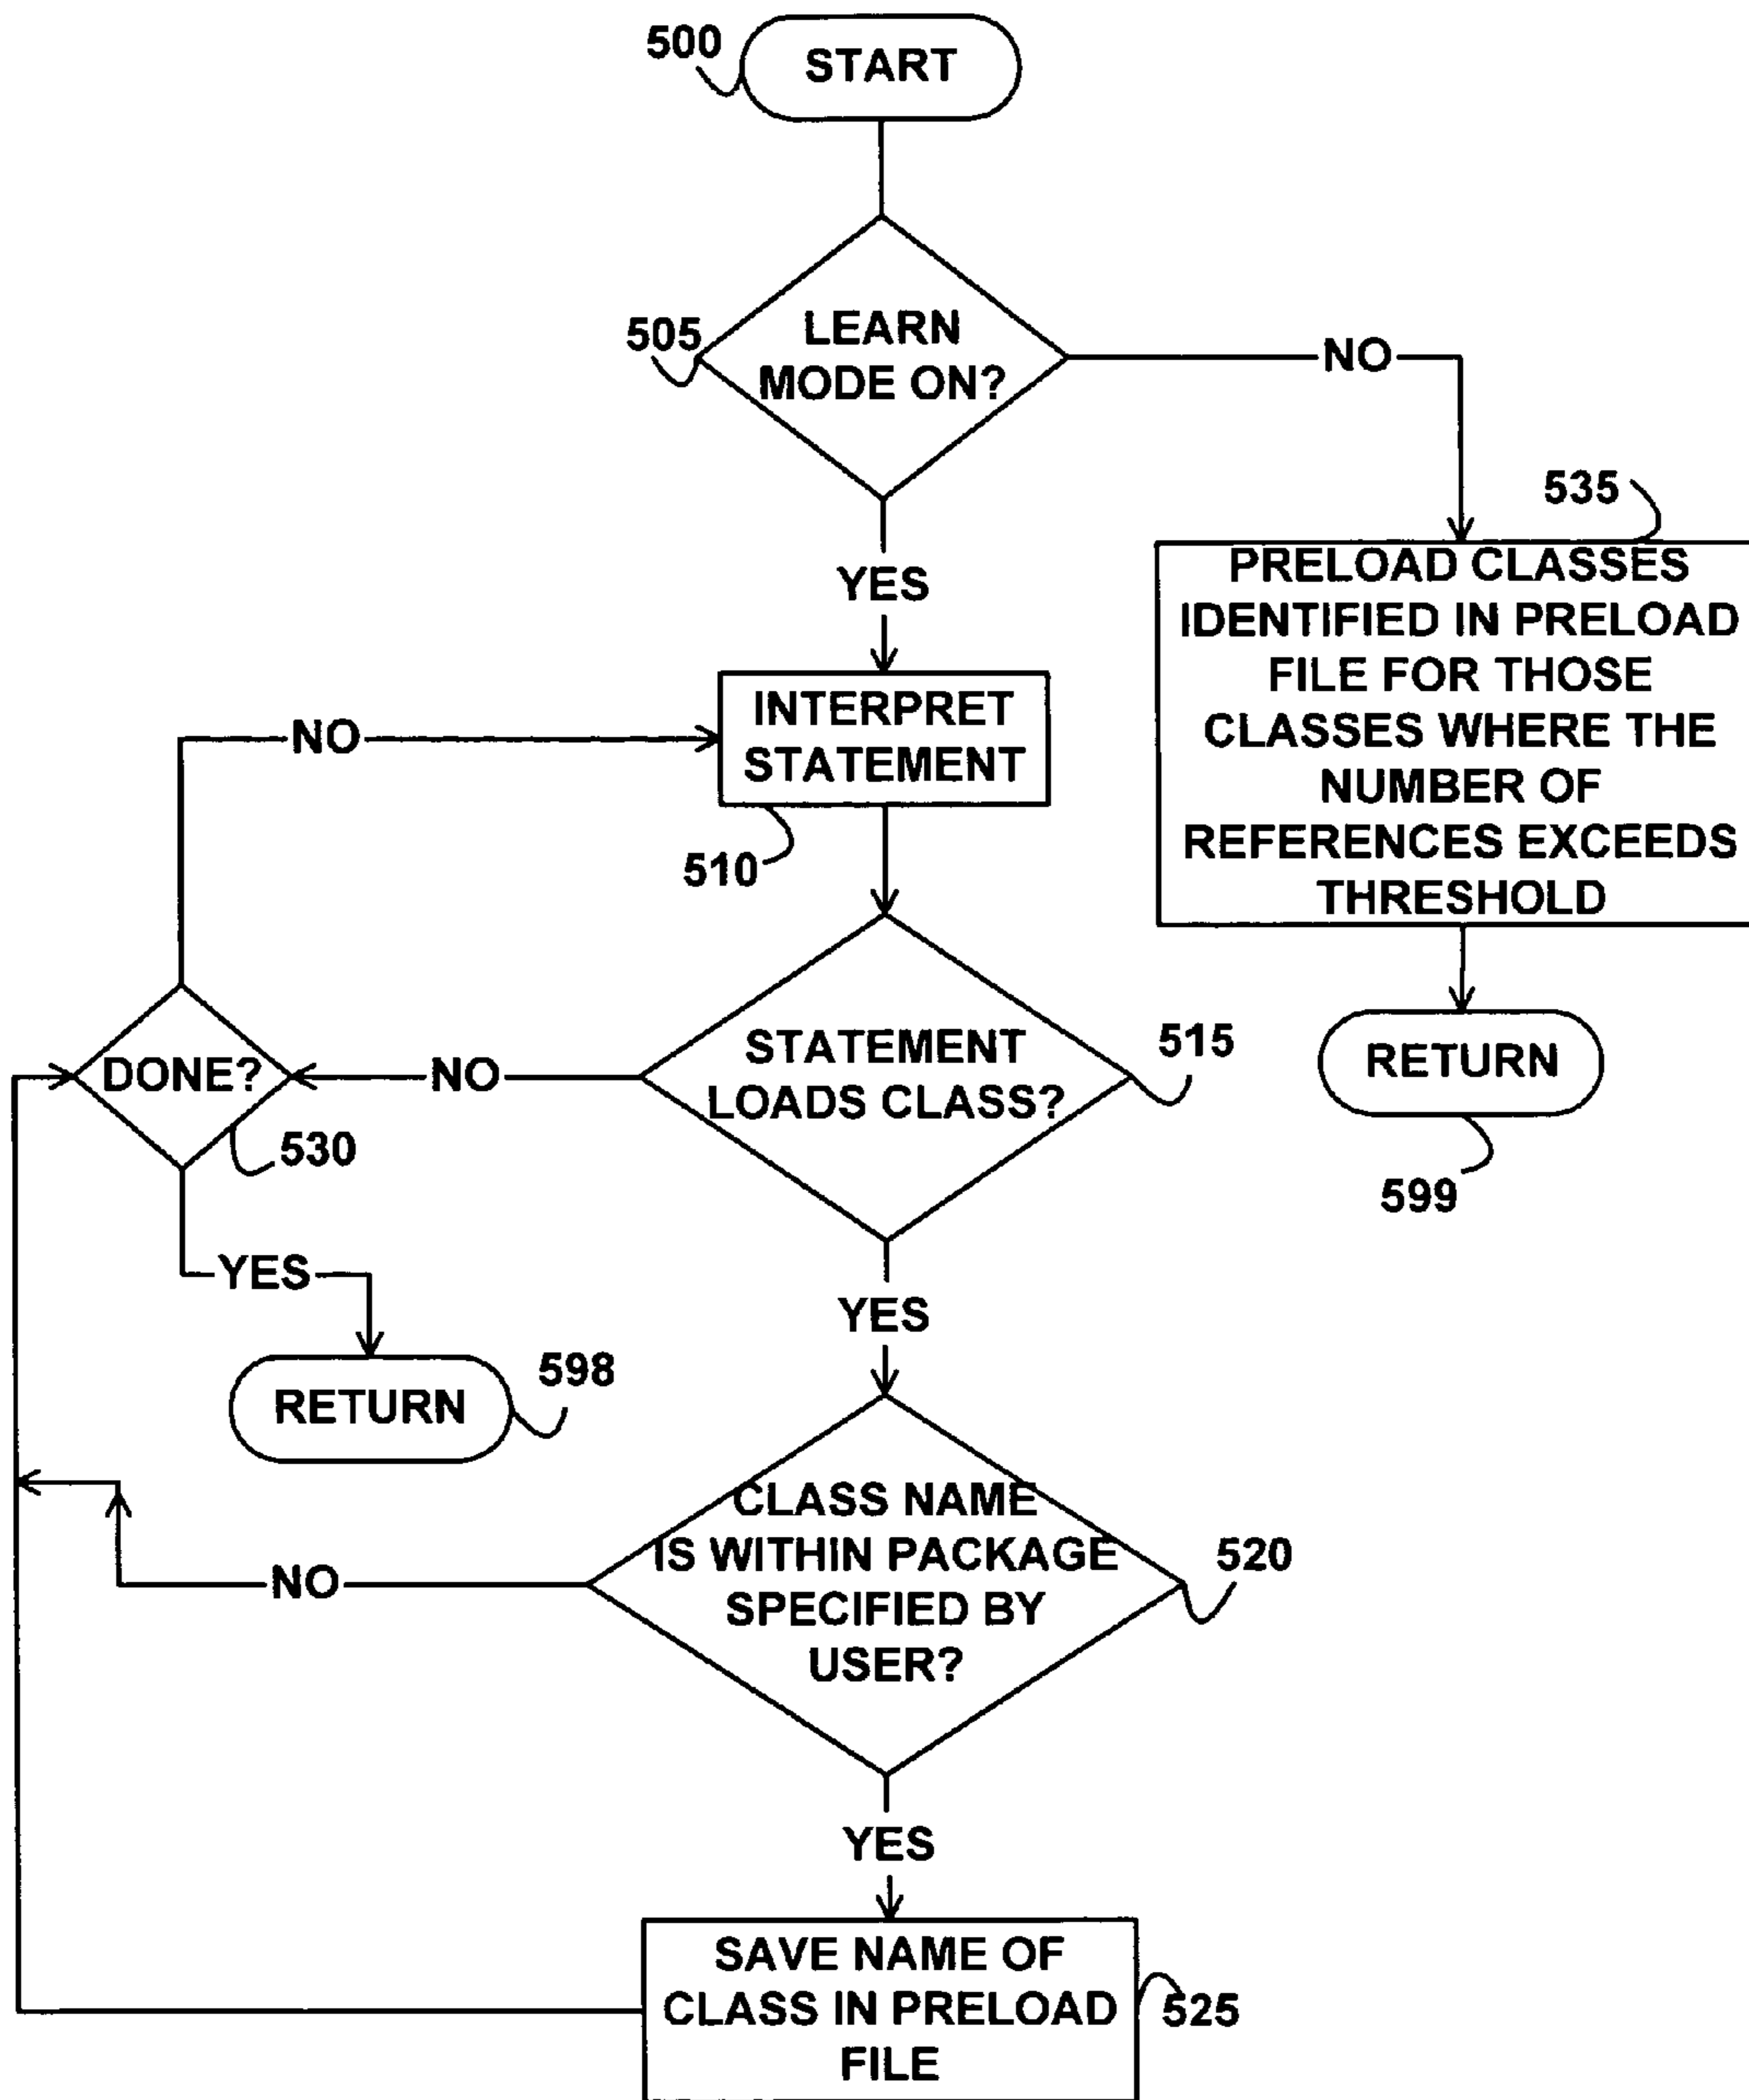 500
START
505
LEARN
MODE ON?
NO
YES
535
PRELOAD CLASSES
IDENTIFIED IN PRELOAD
FILE FOR THOSE
CLASSES WHERE THE
NUMBER OF
REFERENCES EXCEEDS
THRESHOLD
NO
INTERPRET
STATEMENT
510
DONE?
530
NO
STATEMENT
LOADS CLASS?
515
RETURN
599
YES
RETURN
598
YES
CLASS NAME
IS WITHIN PACKAGE
SPECIFIED BY
USER?
520
NO
YES
SAVE NAME OF
CLASS IN PRELOAD
FILE
525